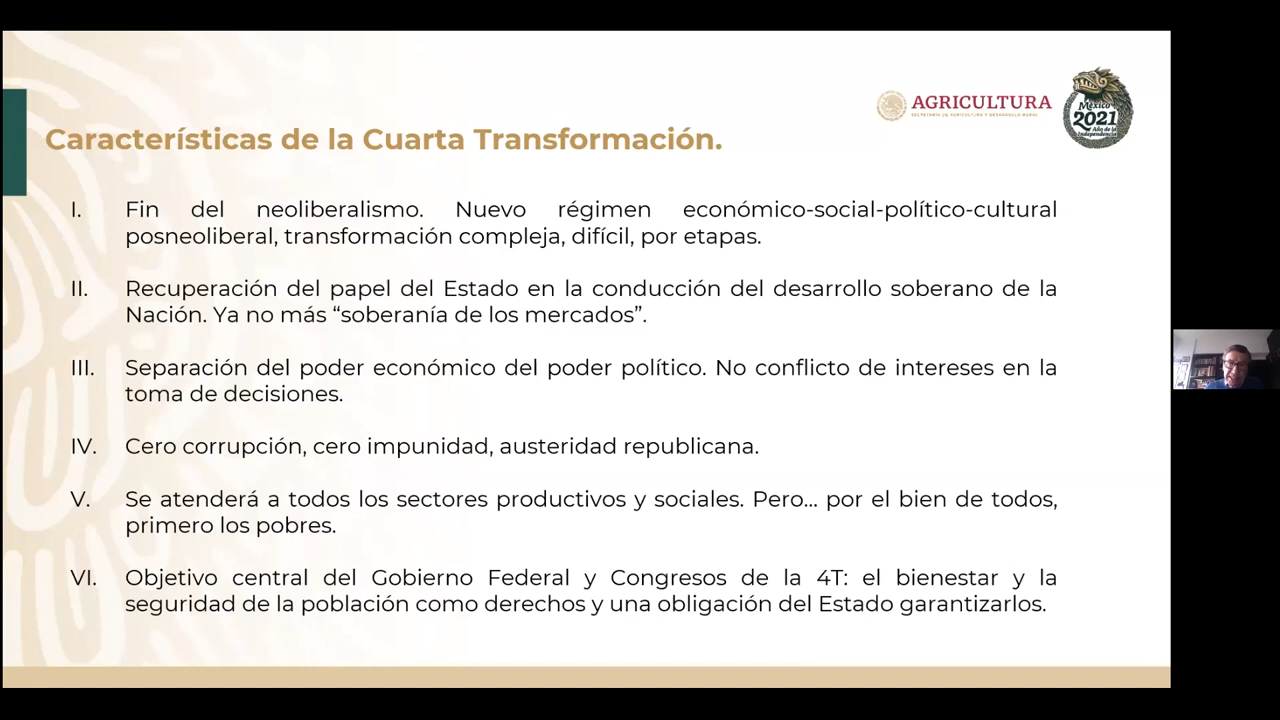 AGRICULTURA
SECRETARÍA DE AGRICULTURA Y DESARROLLO RURAL
México
2021
Año de la
Independencia
Características de la Cuarta Transformación.
I. Fin del neoliberalismo. Nuevo régimen económico-social-político-cultural
posneoliberal, transformación compleja, difícil, por etapas.
II. Recuperación del papel del Estado en la conducción del desarrollo soberano de la
Nación. Ya no más “soberanía de los mercados”.
III. Separación del poder económico del poder político. No conflicto de intereses en la
toma de decisiones.
IV. Cero corrupción, cero impunidad, austeridad republicana.
V. Se atenderá a todos los sectores productivos y sociales. Pero... por el bien de todos,
primero los pobres.
VI. Objetivo central del Gobierno Federal y Congresos de la 4T: el bienestar y la
seguridad de la población como derechos y una obligación del Estado garantizarlos.